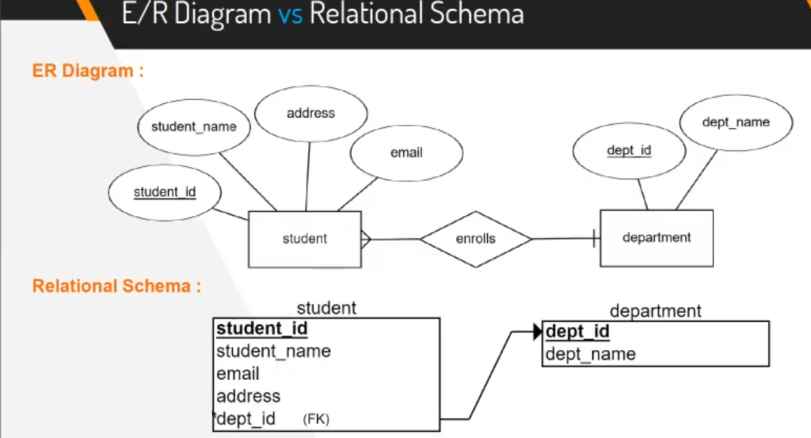 E/R Diagram vs Relational Schema
ER Diagram :
address
student_name
dept_name
email
dept_id
student_id
student
enrolls
department
Relational Schema :
student
department
student_id
dept_id
student_name
dept_name
email
address
dept_id (FK)